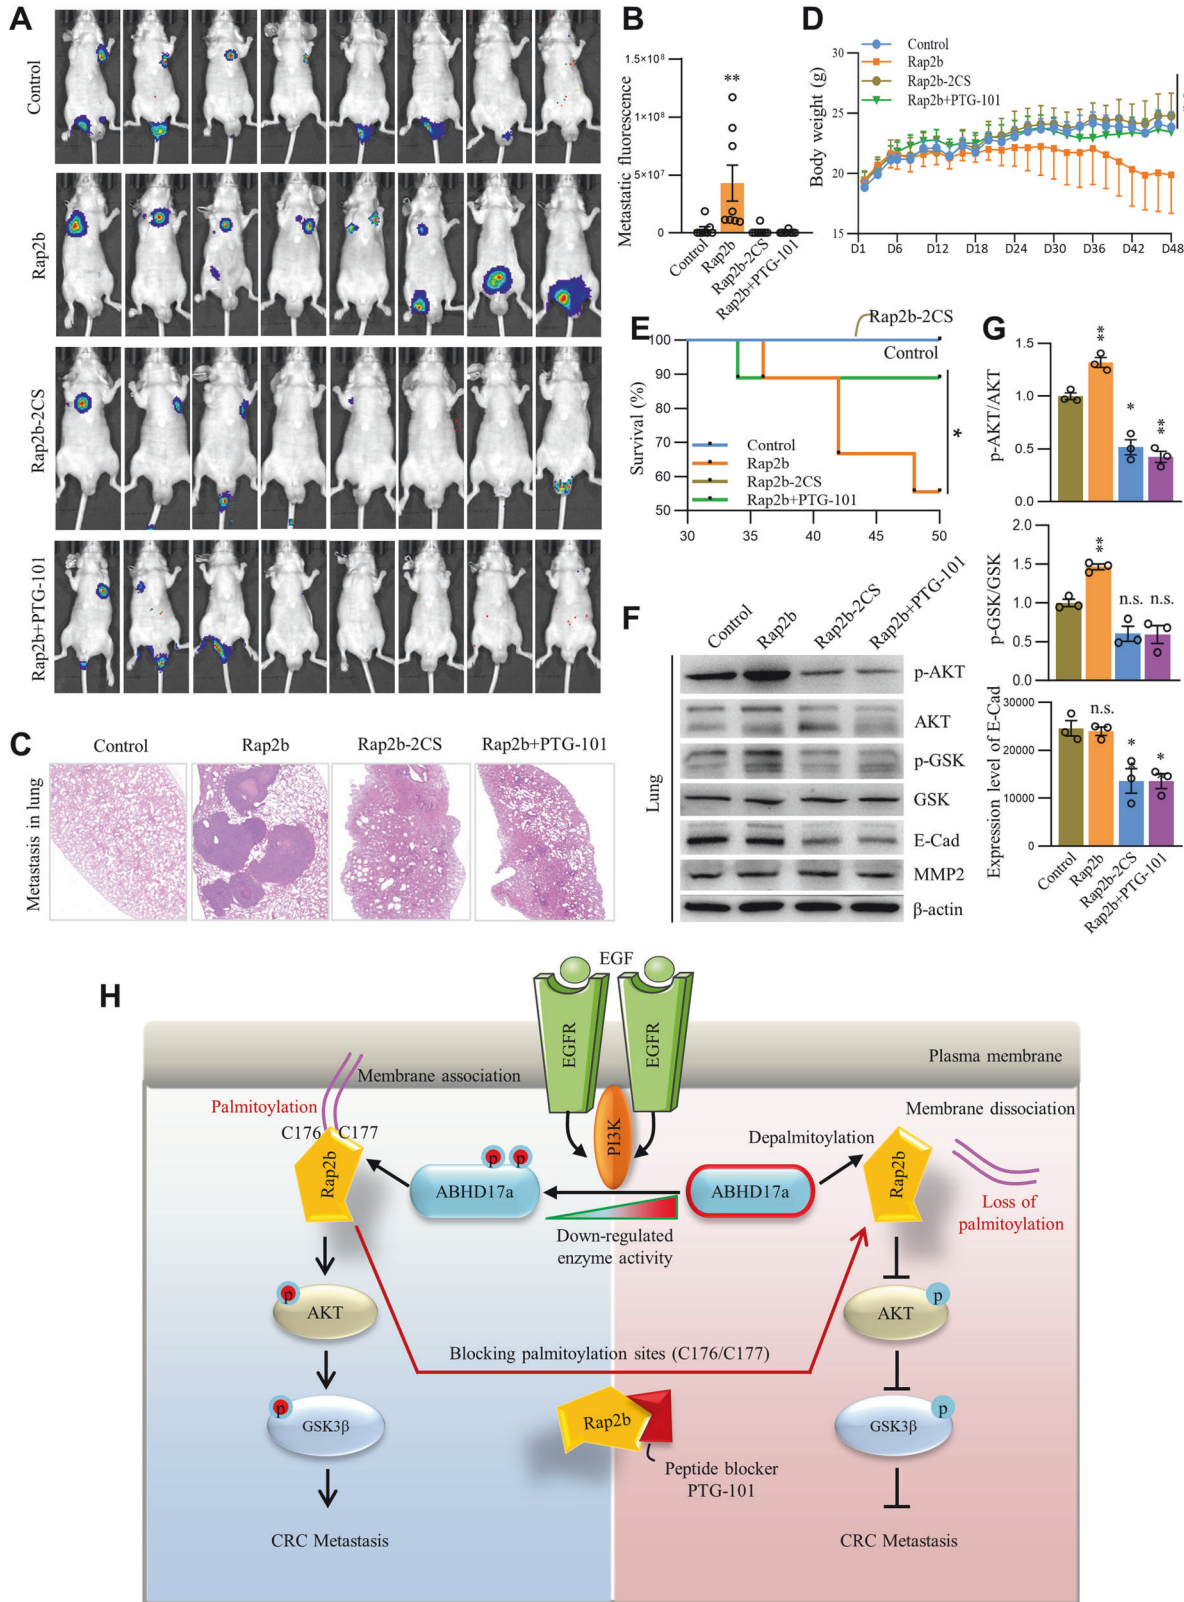 A
Control
Rap2b
Rap2b-2CS
Rap2b+PTG-101
B
Metastatic fluorescence
1.5×10⁸
1×10⁸
5×10⁷
0
**
Control
Rap2b
Rap2b-2CS
Rap2b+PTG-101
C
Metastasis in lung
Control
Rap2b
Rap2b-2CS
Rap2b+PTG-101
D
Body weight (g)
30
25
20
15
Control
Rap2b
Rap2b-2CS
Rap2b+PTG-101
D1
D6
D12
D18
D24
D30
D36
D42
D48
E
Survival (%)
100
90
80
70
60
50
30
35
40
45
50
Rap2b-2CS
Control
*
Control
Rap2b
Rap2b-2CS
Rap2b+PTG-101
F
Lung
Control
Rap2b
Rap2b-2CS
Rap2b+PTG-101
p-AKT
AKT
p-GSK
GSK
E-Cad
MMP2
β-actin
G
p-AKT/AKT
1.5
1.0
0.5
0.0
**
*
**
p-GSK/GSK
2.0
1.5
1.0
0.5
0.0
**
n.s.
n.s.
Expression level of E-Cad
30000
20000
10000
0
n.s.
*
*
Control
Rap2b
Rap2b-2CS
Rap2b+PTG-101
H
EGF
EGFR
EGFR
Plasma membrane
Membrane association
Palmitoylation
C176
C177
Rap2b
p
p
ABHD17a
PI3K
Down-regulated
enzyme activity
ABHD17a
Depalmitoylation
Membrane dissociation
Rap2b
Loss of
palmitoylation
p
AKT
p
AKT
Blocking palmitoylation sites (C176/C177)
p
GSK3β
p
GSK3β
Rap2b
Peptide blocker
PTG-101
CRC Metastasis
CRC Metastasis